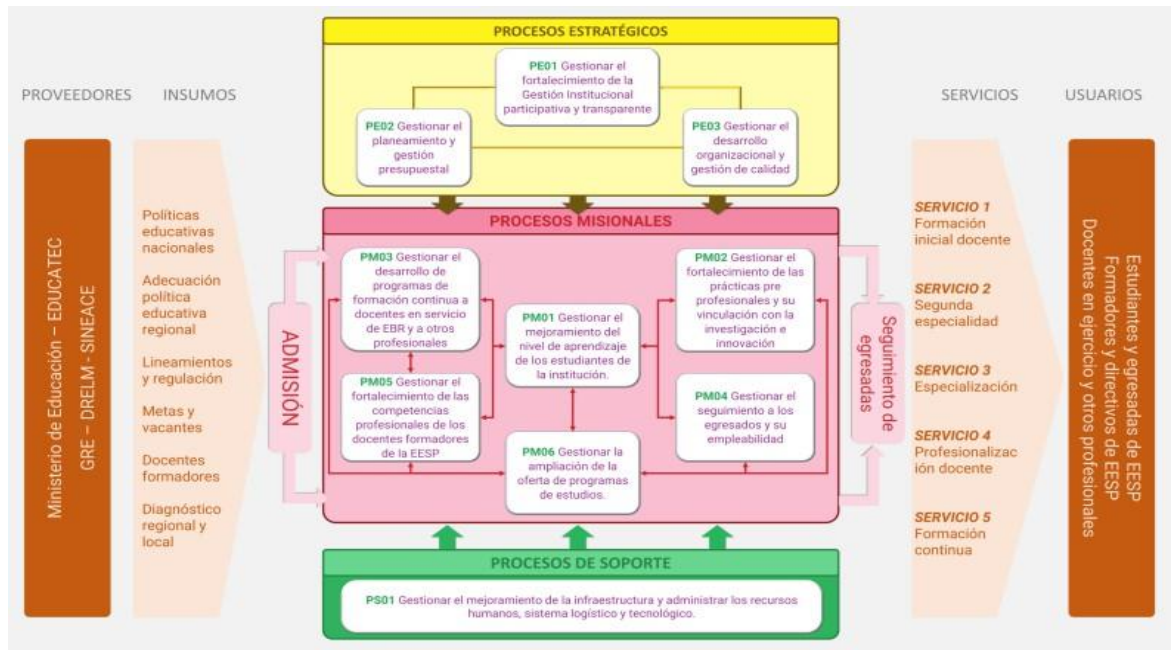 PROVEEDORES
INSUMOS
Ministerio de Educación – EDUCATEC
GRE – DRELM - SINEACE
Políticas
educativas
nacionales
Adecuación
política
educativa
regional
Lineamientos
y regulación
Metas y
vacantes
Docentes
formadores
Diagnóstico
regional y
local
ADMISIÓN
PROCESOS ESTRATÉGICOS
PE01 Gestionar el
fortalecimiento de la
Gestión Institucional
participativa y transparente
PE02 Gestionar el
planeamiento y
gestión
presupuestal
PE03 Gestionar el
desarrollo
organizacional y
gestión de calidad
PROCESOS MISIONALES
PM03 Gestionar el
desarrollo de
programas de
formación continua a
docentes en servicio
de EBR y a otros
profesionales
PM01 Gestionar el
mejoramiento del
nivel de aprendizaje
de los estudiantes de
la institución.
PM02 Gestionar el
fortalecimiento de las
prácticas pre
profesionales y su
vinculación con la
investigación e
innovación
PM05 Gestionar el
fortalecimiento de las
competencias
profesionales de los
docentes formadores
de la EESP
PM04 Gestionar el
seguimiento a los
egresados y su
empleabilidad
PM06 Gestionar la
ampliación de la
oferta de programas
de estudios.
PROCESOS DE SOPORTE
PS01 Gestionar el mejoramiento de la infraestructura y administrar los recursos
humanos, sistema logístico y tecnológico.
Seguimiento de
egresadas
SERVICIOS
USUARIOS
SERVICIO 1
Formación
inicial docente
SERVICIO 2
Segunda
especialidad
SERVICIO 3
Especialización
SERVICIO 4
Profesionalizac
ión docente
SERVICIO 5
Formación
continua
Estudiantes y egresadas de EESP
Formadores y directivos de EESP
Docentes en ejercicio y otros profesionales